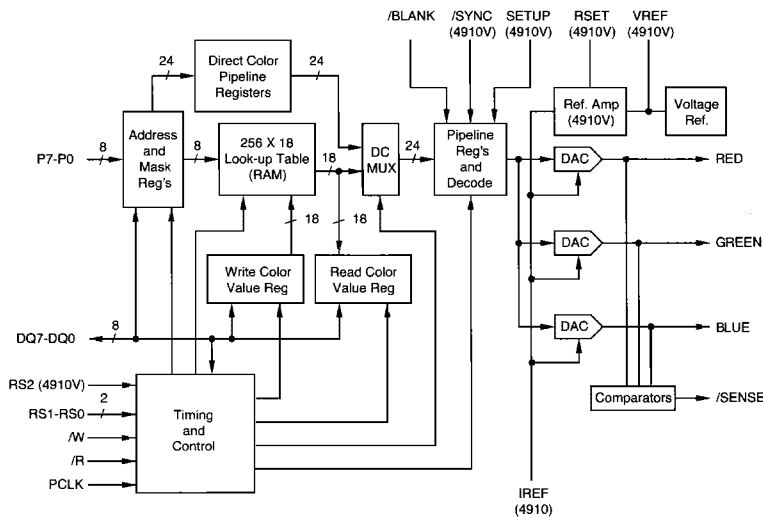 /BLANK
/SYNC
(4910V)
SETUP
(4910V)
RSET
(4910V)
VREF
(4910V)
24
Direct Color
Pipeline
Registers
24
Ref. Amp
(4910V)
Voltage
Ref.
P7-P0
8
Address
and
Mask
Reg's
8
256 X 18
Look-up Table
(RAM)
18
DC
MUX
24
Pipeline
Reg's
and
Decode
DAC
RED
18
18
DAC
GREEN
Write Color
Value Reg
Read Color
Value Reg
DQ7-DQ0
8
DAC
BLUE
RS2 (4910V)
RS1-RS0
2
/W
/R
PCLK
Timing
and
Control
Comparators
/SENSE
IREF
(4910)